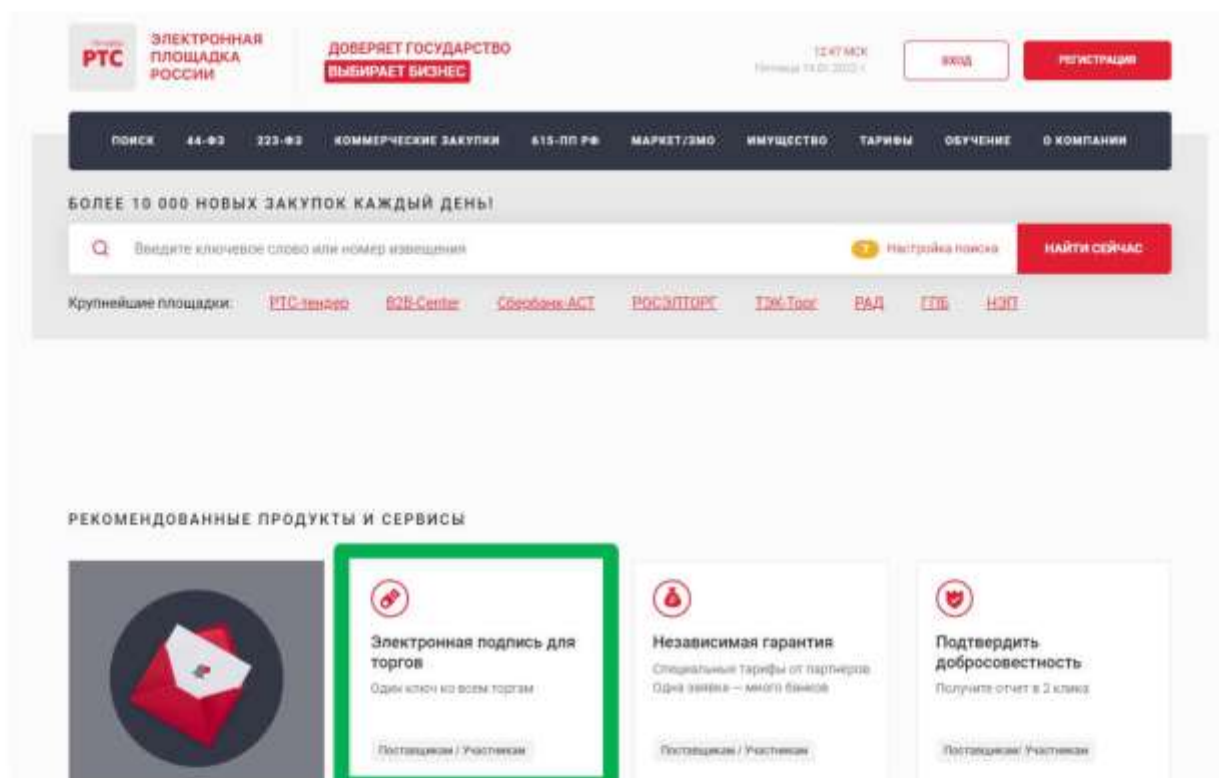 РТС
ЭЛЕКТРОННАЯ
ПЛОЩАДКА
РОССИИ
ДОВЕРЯЕТ ГОСУДАРСТВО
ВЫБИРАЕТ БИЗНЕС
12:47 МСК
Пятница
ВХОД
РЕГИСТРАЦИЯ
ПОИСК 44-ФЗ 223-ФЗ КОММЕРЧЕСКИЕ ЗАКУПКИ 615-ПП РФ МАРКЕТ/ЗМО ИМУЩЕСТВО ТАРИФЫ ОБУЧЕНИЕ О КОМПАНИИ
БОЛЕЕ 10 000 НОВЫХ ЗАКУПОК КАЖДЫЙ ДЕНЬ!
Введите ключевое слово или номер извещения
Настройка поиска
НАЙТИ СЕЙЧАС
Крупнейшие площадки: РТС-тендер B2B-Center Сбербанк-АСТ РОСЭЛТОРГ ТЭК-Торг РАД ГПБ НЭП
РЕКОМЕНДОВАННЫЕ ПРОДУКТЫ И СЕРВИСЫ
Электронная подпись для
торгов
Один ключ ко всем торгам
Поставщикам / Участникам
Независимая гарантия
Специальные тарифы от партнеров
Одна заявка — много банков
Поставщикам / Участникам
Подтвердить
добросовестность
Получите отчет в 2 клика
Поставщикам/ Участникам